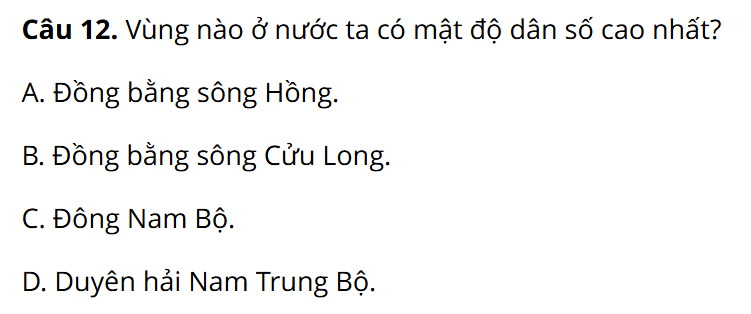 Câu 12. Vùng nào ở nước ta có mật độ dân số cao nhất?
A. Đồng bằng sông Hồng.
B. Đồng bằng sông Cửu Long.
C. Đông Nam Bộ.
D. Duyên hải Nam Trung Bộ.